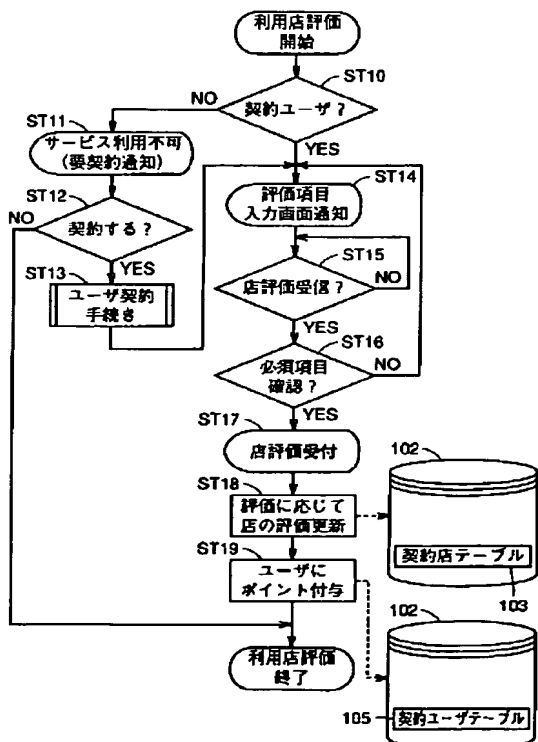 利用店評価
開始
ST10
契約ユーザ？
NO
YES
ST11
サービス利用不可
(要契約通知)
ST12
NO
契約する？
YES
ST13
ユーザ契約
手続き
ST14
評価項目
入力画面通知
ST15
店評価受信？
NO
YES
ST16
必須項目
確認？
NO
YES
ST17
店評価受付
ST18
評価に応じて
店の評価更新
102
契約店テーブル
103
ST19
ユーザに
ポイント付与
102
105
契約ユーザテーブル
利用店評価
終了